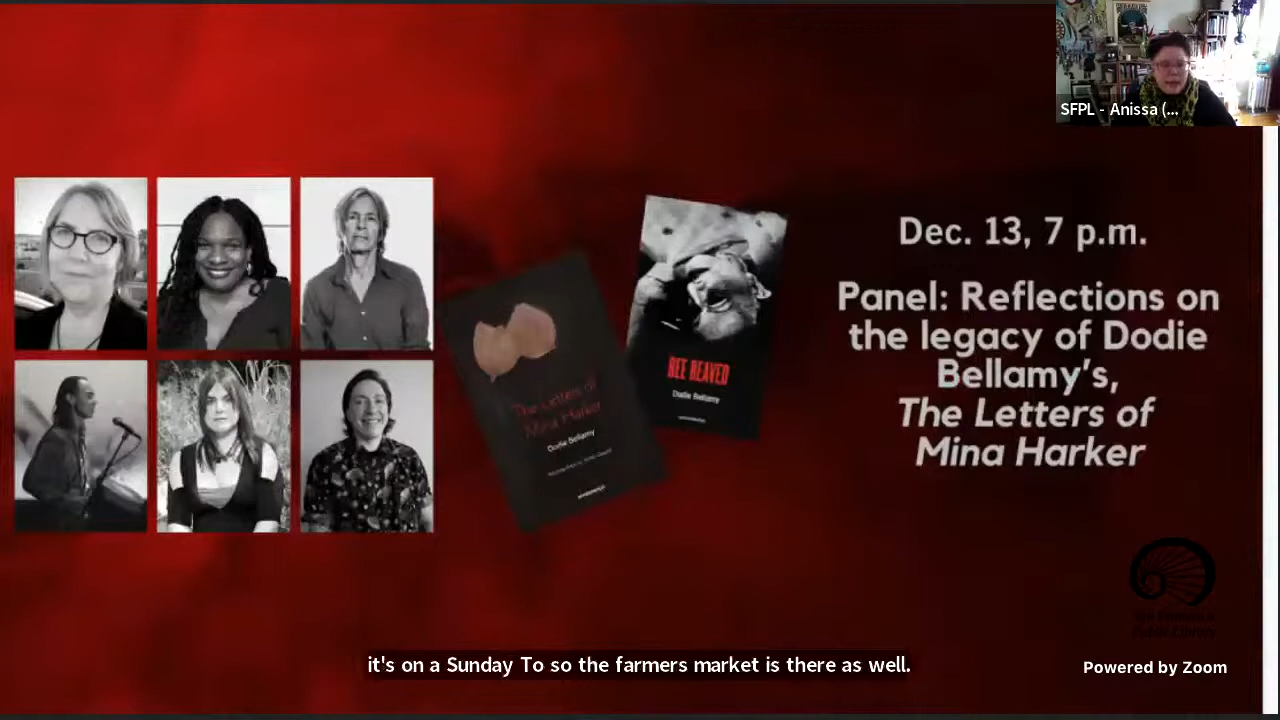 SFPL - Anissa (...
Dec. 13, 7 p.m.
Panel: Reflections on
the legacy of Dodie
Bellamy's,
The Letters of
Mina Harker
The Letters of
Mina Harker
Dodie Bellamy
BEE REAVED
Dodie Bellamy
Public Library
it's on a Sunday To so the farmers market is there as well.
Powered by Zoom